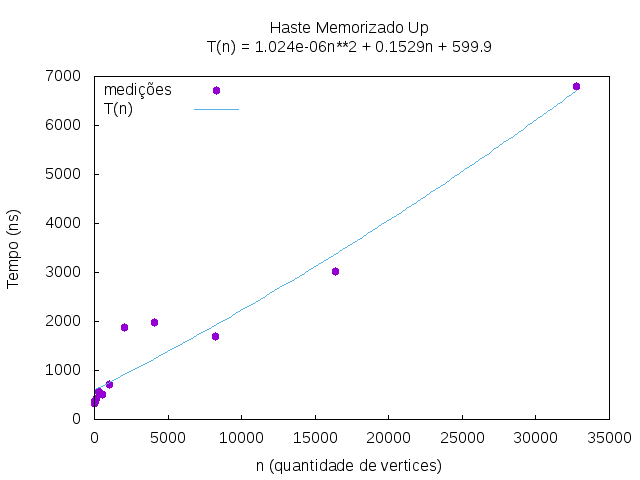 Haste Memorizado Up
T(n) = 1.024e-06n**2 + 0.1529n + 599.9
medições
T(n)
7000
6000
5000
4000
3000
2000
1000
0
Tempo (ns)
0 5000 10000 15000 20000 25000 30000 35000
n (quantidade de vertices)